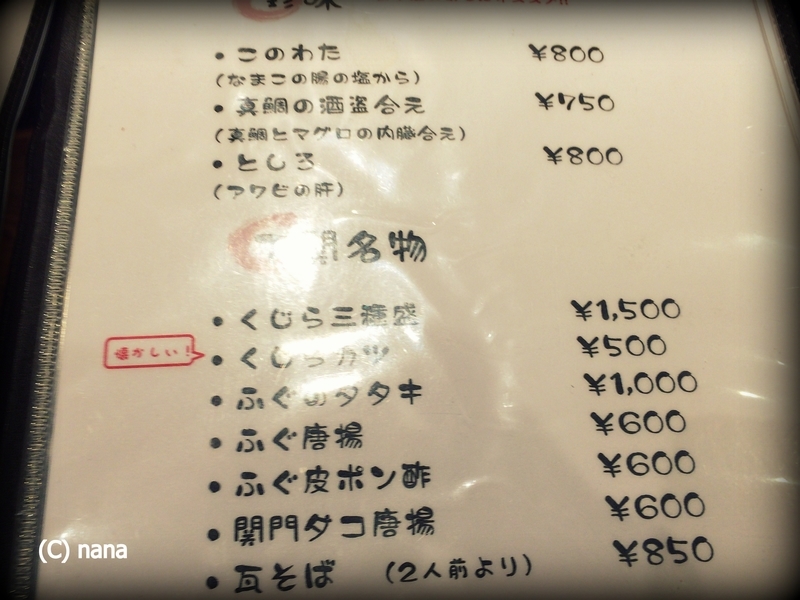 味
・このわた ¥800
(なまこの腸の塩から)
・真鯛の酒盗合え ¥750
(真鯛とマグロの内臓合え)
・としろ ¥800
(アワビの肝)
名物
・くじら三種盛 ¥1,500
懐かしい!
・くじらカツ ¥500
・ふぐのタタキ ¥1,000
・ふぐ唐揚 ¥600
・ふぐ皮ポン酢 ¥600
・関門ダコ唐揚 ¥600
・瓦そば (2人前より) ¥850
(C) nana